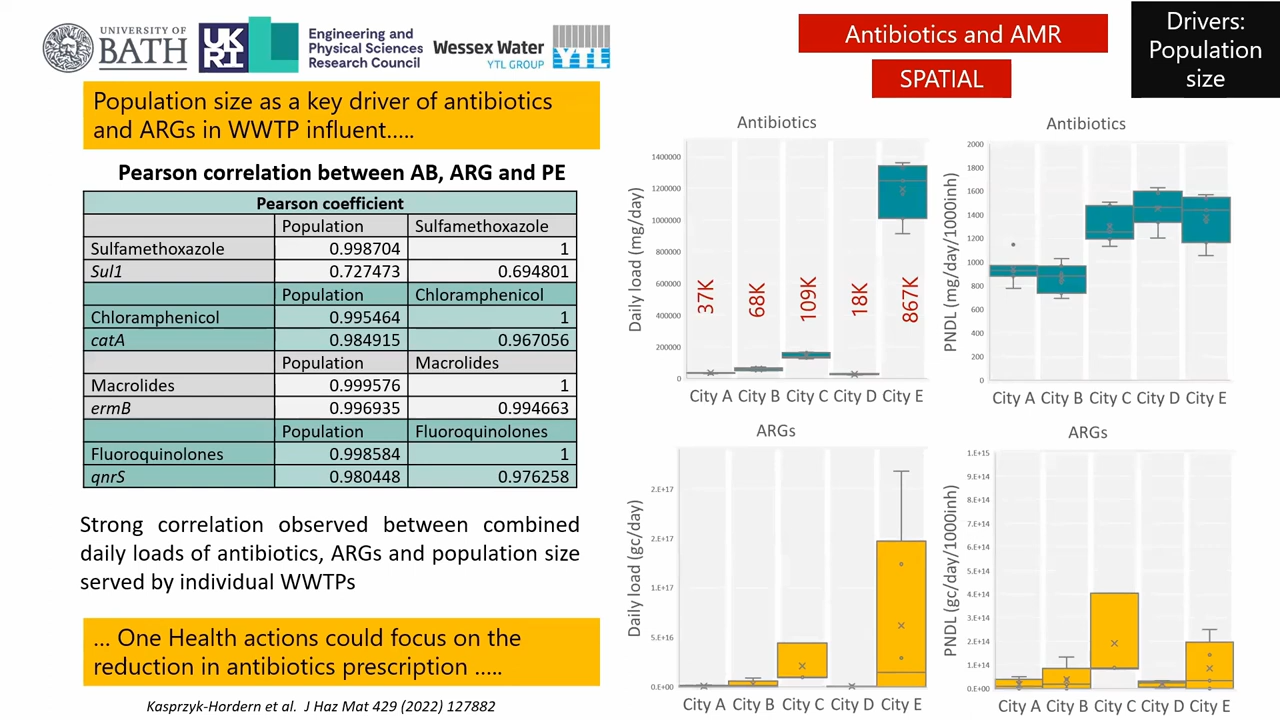 UNIVERSITY OF
BATH
UK
RI
Engineering and
Physical Sciences
Research Council
Wessex Water
YTL GROUP
YTL
Antibiotics and AMR
SPATIAL
Drivers:
Population
size
Population size as a key driver of antibiotics
and ARGs in WWTP influent.....
Pearson correlation between AB, ARG and PE
Pearson coefficient
Population Sulfamethoxazole
Sulfamethoxazole 0.998704 1
Sul1 0.727473 0.694801
Population Chloramphenicol
Chloramphenicol 0.995464 1
catA 0.984915 0.967056
Population Macrolides
Macrolides 0.999576 1
ermB 0.996935 0.994663
Population Fluoroquinolones
Fluoroquinolones 0.998584 1
qnrS 0.980448 0.976258
Strong correlation observed between combined
daily loads of antibiotics, ARGs and population size
served by individual WWTPs
... One Health actions could focus on the
reduction in antibiotics prescription .....
Kasprzyk-Hordern et al. J Haz Mat 429 (2022) 127882
Antibiotics
Daily load (mg/day)
1400000
1200000
1000000
800000
600000
400000
200000
0
37K
68K
109K
18K
867K
City A City B City C City D City E
Antibiotics
PNDL (mg/day/1000inh)
2000
1800
1600
1400
1200
1000
800
600
400
200
0
City A City B City C City D City E
ARGs
Daily load (gc/day)
2.E+17
2.E+17
1.E+17
5.E+16
0.E+00
City A City B City C City D City E
ARGs
PNDL (gc/day/1000inh)
1.E+15
9.E+14
8.E+14
7.E+14
6.E+14
5.E+14
4.E+14
3.E+14
2.E+14
1.E+14
0.E+00
City A City B City C City D City E